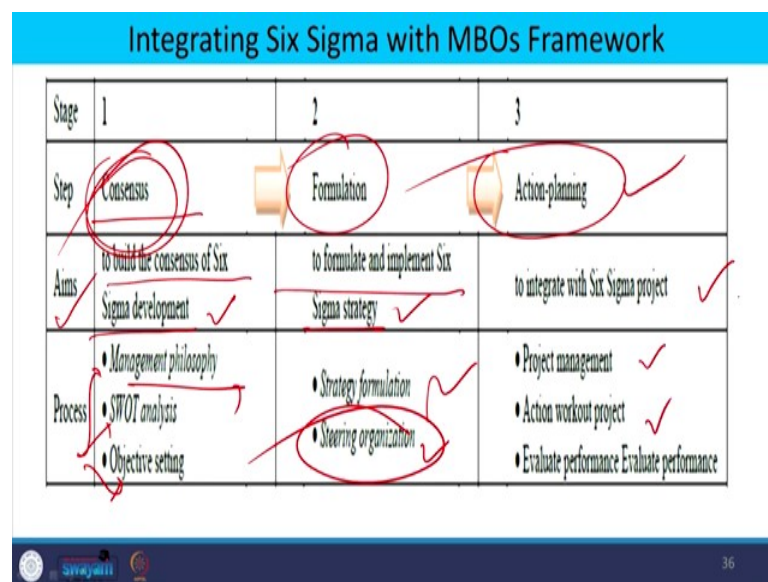 Integrating Six Sigma with MBOs Framework
Stage 1 2 3
Step Consensus Formulation Action-planning
Aims to build the consensus of Six Sigma development
to formulate and implement Six Sigma strategy
to integrate with Six Sigma project
Process • Management philosophy
• SWOT analysis
• Objective setting
• Strategy formulation
• Steering organization
• Project management
• Action workout project
• Evaluate performance Evaluate performance
swayam
36